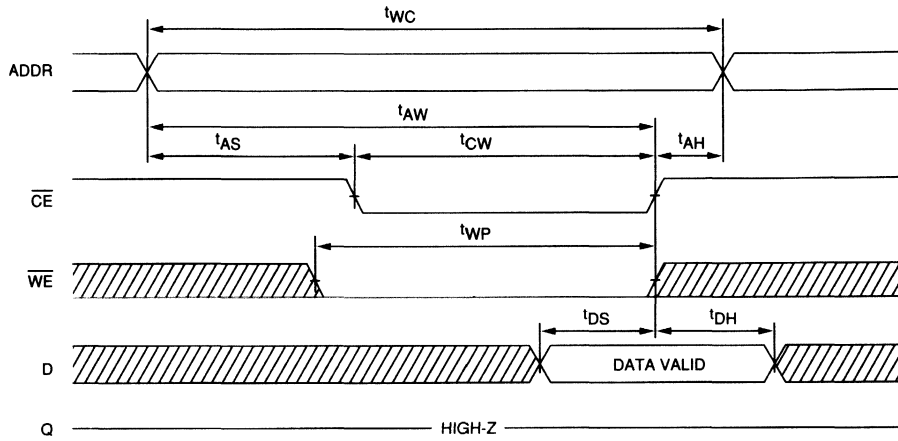 tWC
ADDR
tAW
tAS
tCW
tAH
CE
tWP
WE
tDS
tDH
D
DATA VALID
Q
HIGH-Z